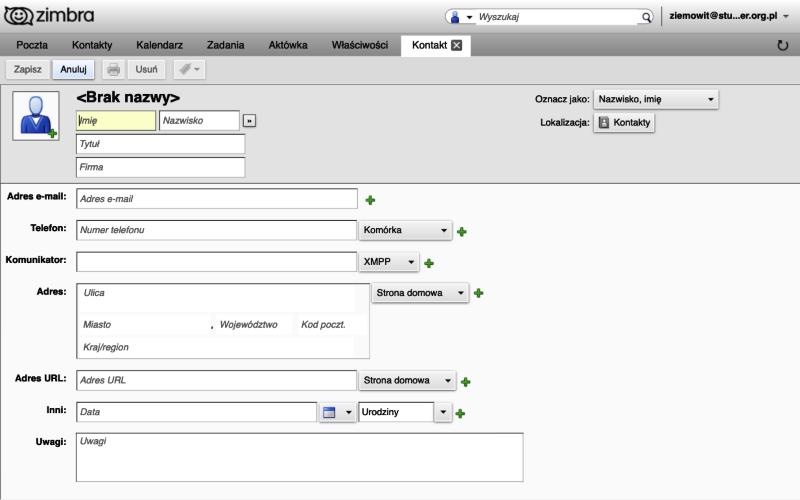 zimbra Wyszukaj ziemowit@stu...er.org.pl
Poczta Kontakty Kalendarz Zadania Aktówka Właściwości Kontakt
Zapisz Anuluj Usuń
<Brak nazwy>
Oznacz jako: Nazwisko, imię
Imię Nazwisko »
Lokalizacja: Kontakty
Tytuł
Firma
Adres e-mail: Adres e-mail
Telefon: Numer telefonu Komórka
Komunikator: XMPP
Adres: Ulica Strona domowa
Miasto , Województwo Kod poczt.
Kraj/region
Adres URL: Adres URL Strona domowa
Inni: Data Urodziny
Uwagi: Uwagi